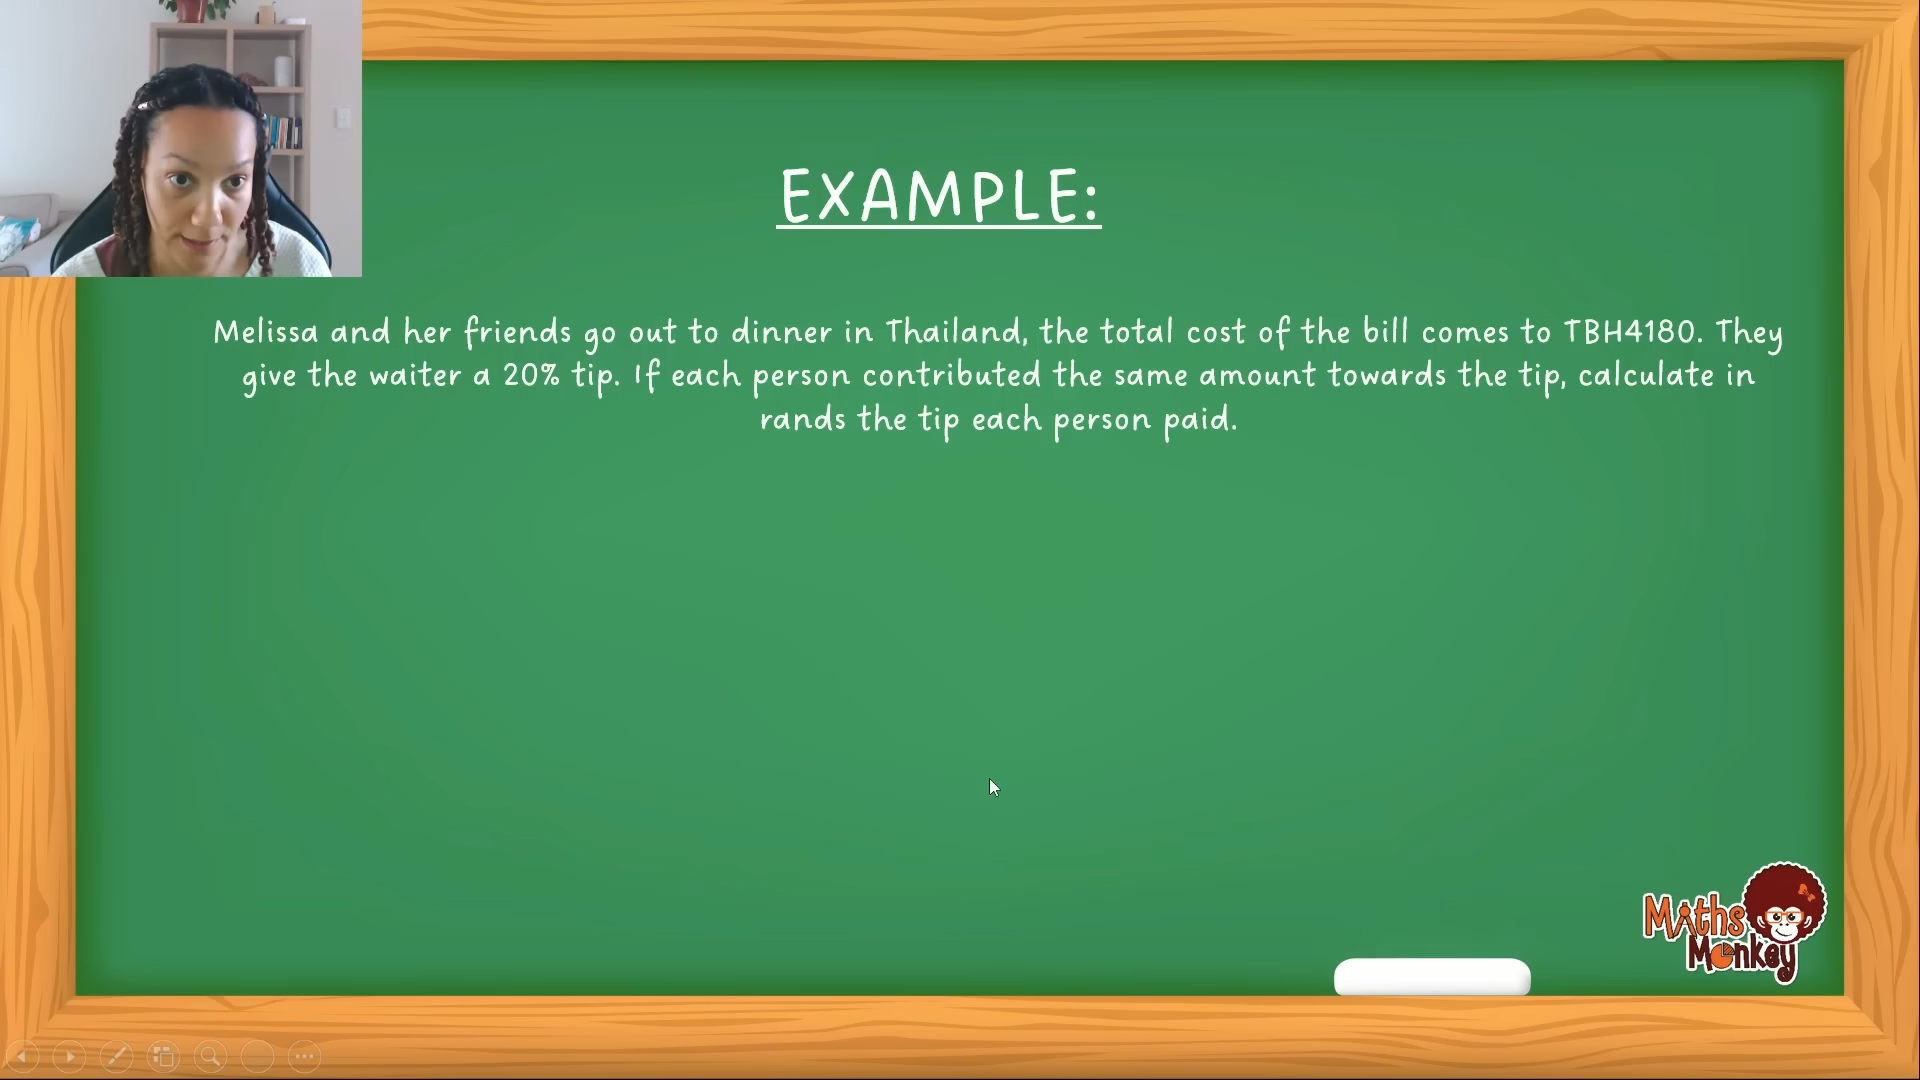 EXAMPLE:
Melissa and her friends go out to dinner in Thailand, the total cost of the bill comes to TBH4180. They
give the waiter a 20% tip. If each person contributed the same amount towards the tip, calculate in
rands the tip each person paid.
Maths
Monkey